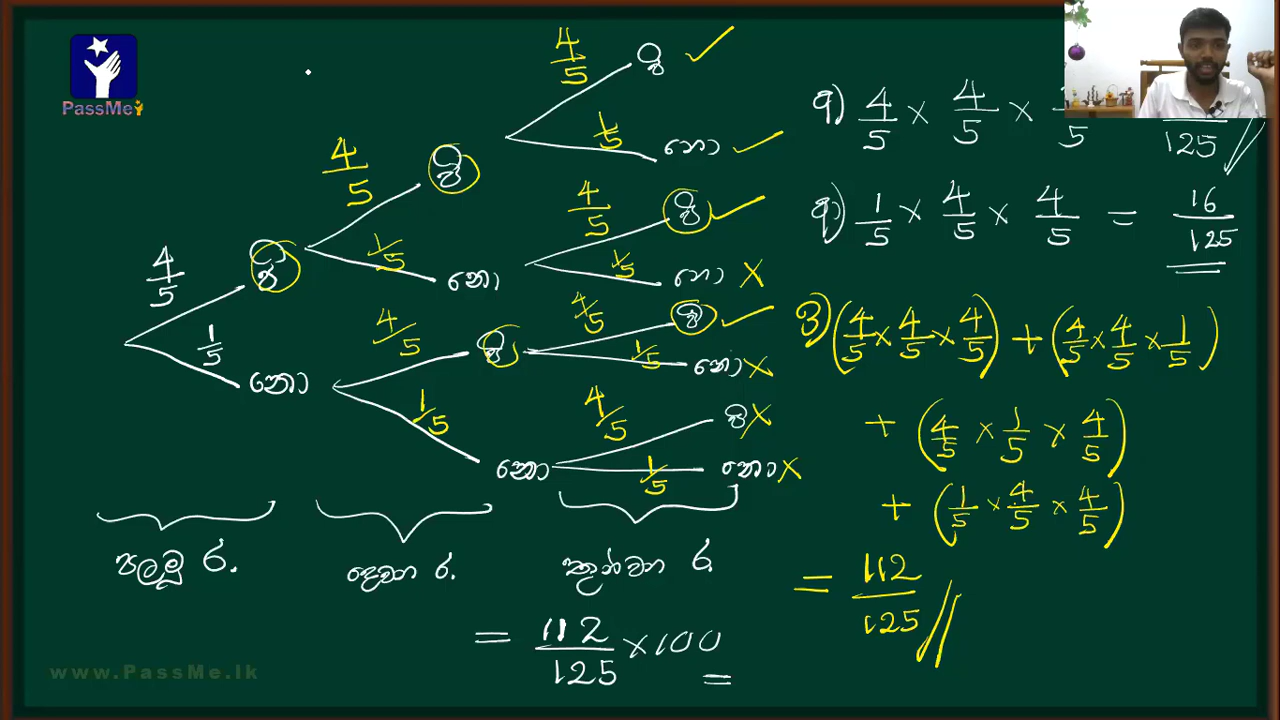 PassMe
4/5 පි ✓
1/5 නො ✓
4/5 පි
4/5 පි ✓
1/5 නො
1/5 නො X
4/5 පි
4/5 පි ✓
1/5 නො X
4/5 පි
1/5 නො
4/5 පි X
1/5 නො
1/5 නො X
පලමු ර.
දෙවන ර.
තුන්වන ර.
= 112/125 × 100
=
අ) 4/5 × 4/5 ×
125
ආ) 1/5 × 4/5 × 4/5 = 16/125
ඉ) (4/5 × 4/5 × 4/5) + (4/5 × 4/5 × 1/5)
+ (4/5 × 1/5 × 4/5)
+ (1/5 × 4/5 × 4/5)
= 112/125
www.PassMe.lk